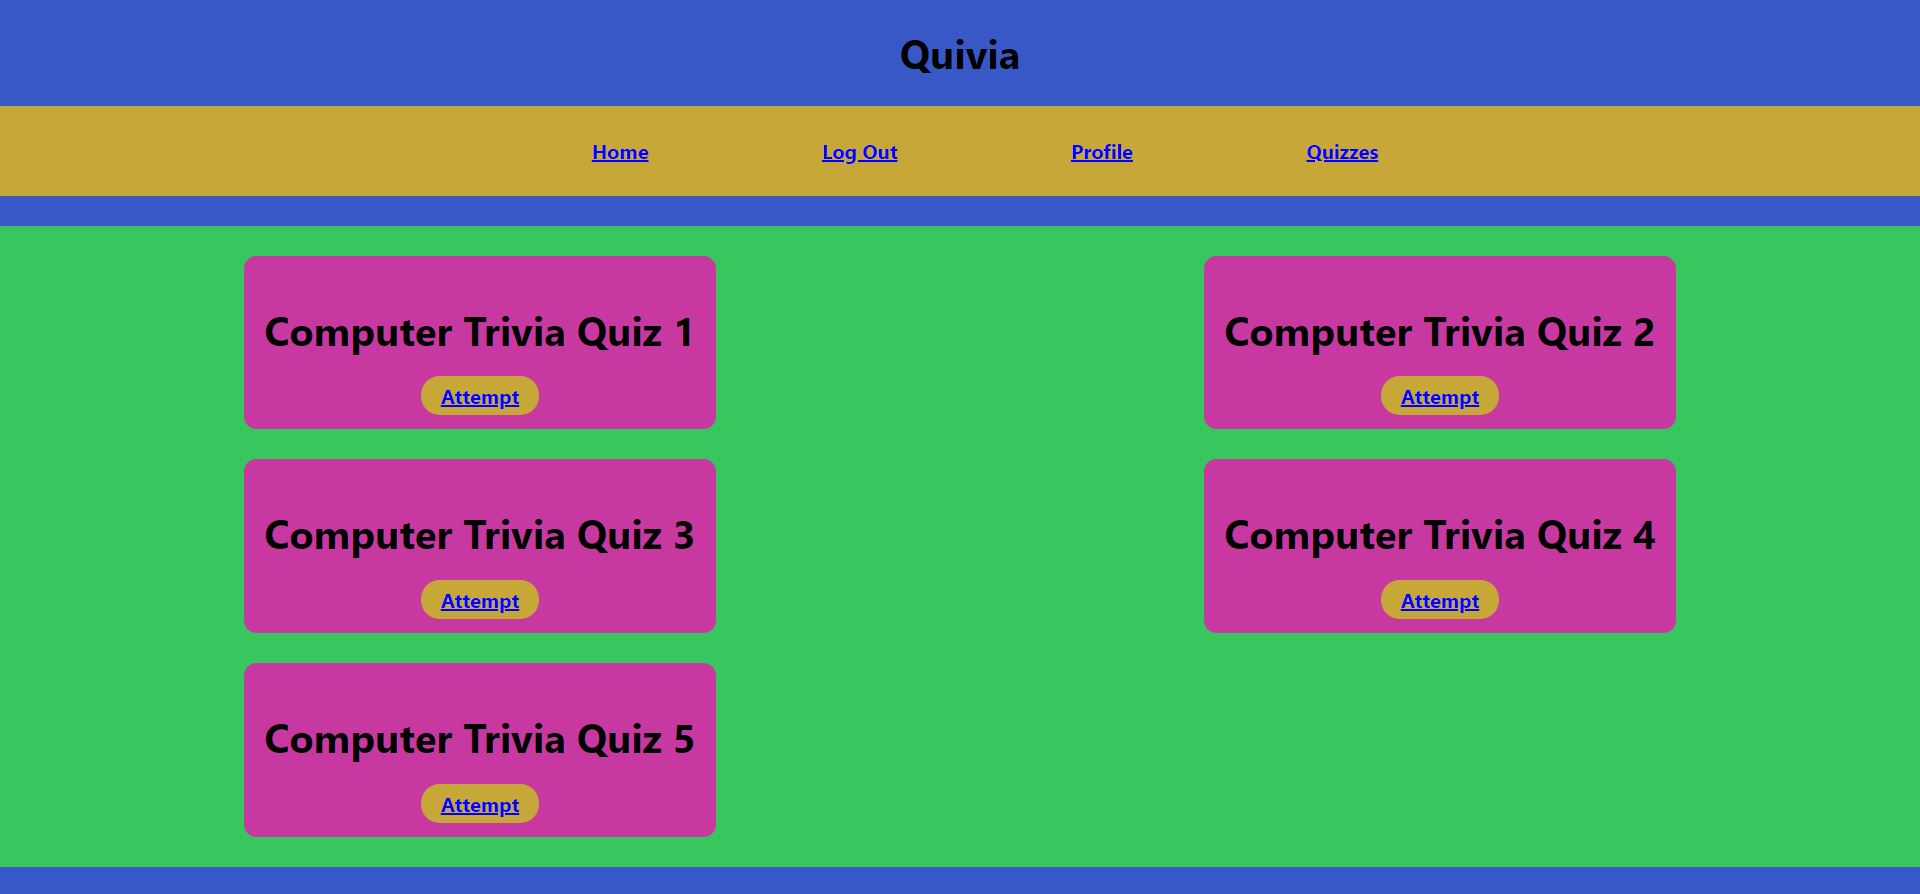 Quivia
Home Log Out Profile Quizzes
Computer Trivia Quiz 1
Attempt
Computer Trivia Quiz 2
Attempt
Computer Trivia Quiz 3
Attempt
Computer Trivia Quiz 4
Attempt
Computer Trivia Quiz 5
Attempt